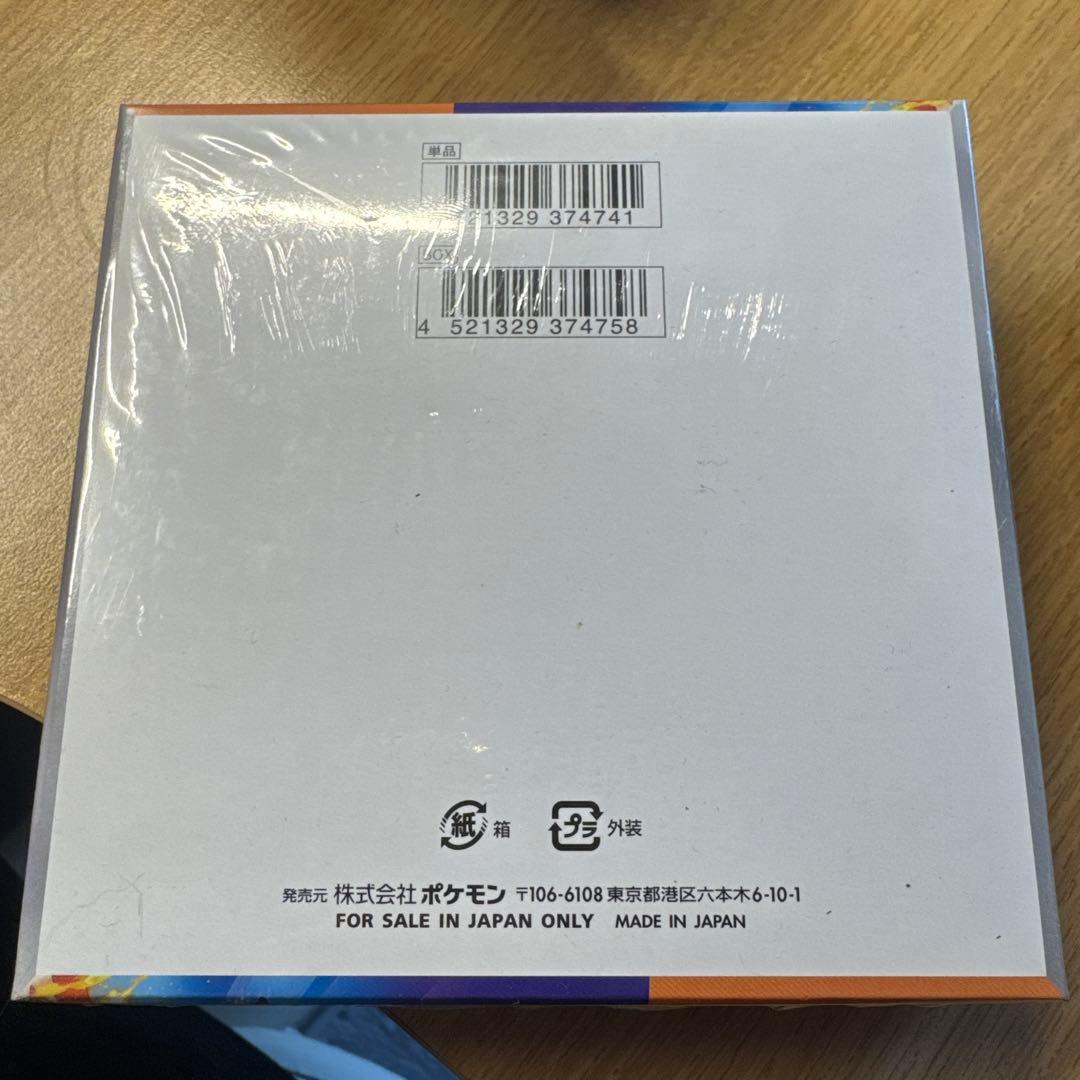 単品
21329 374741
BOX
4 521329 374758
紙 箱 プラ 外装
発売元 株式会社ポケモン 〒106-6108 東京都港区六本木6-10-1
FOR SALE IN JAPAN ONLY MADE IN JAPAN